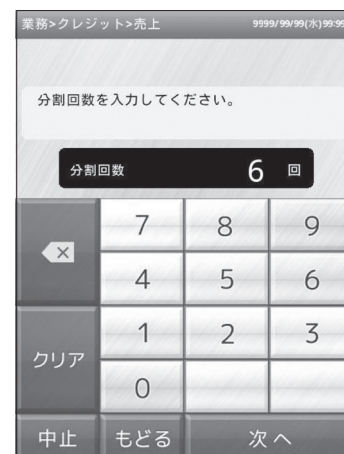 業務>クレジット>売上 9999/99/99(水)99:99
分割回数を入力してください。
分割回数 6 回
7 8 9
4 5 6
クリア 1 2 3
0
中止 もどる 次へ